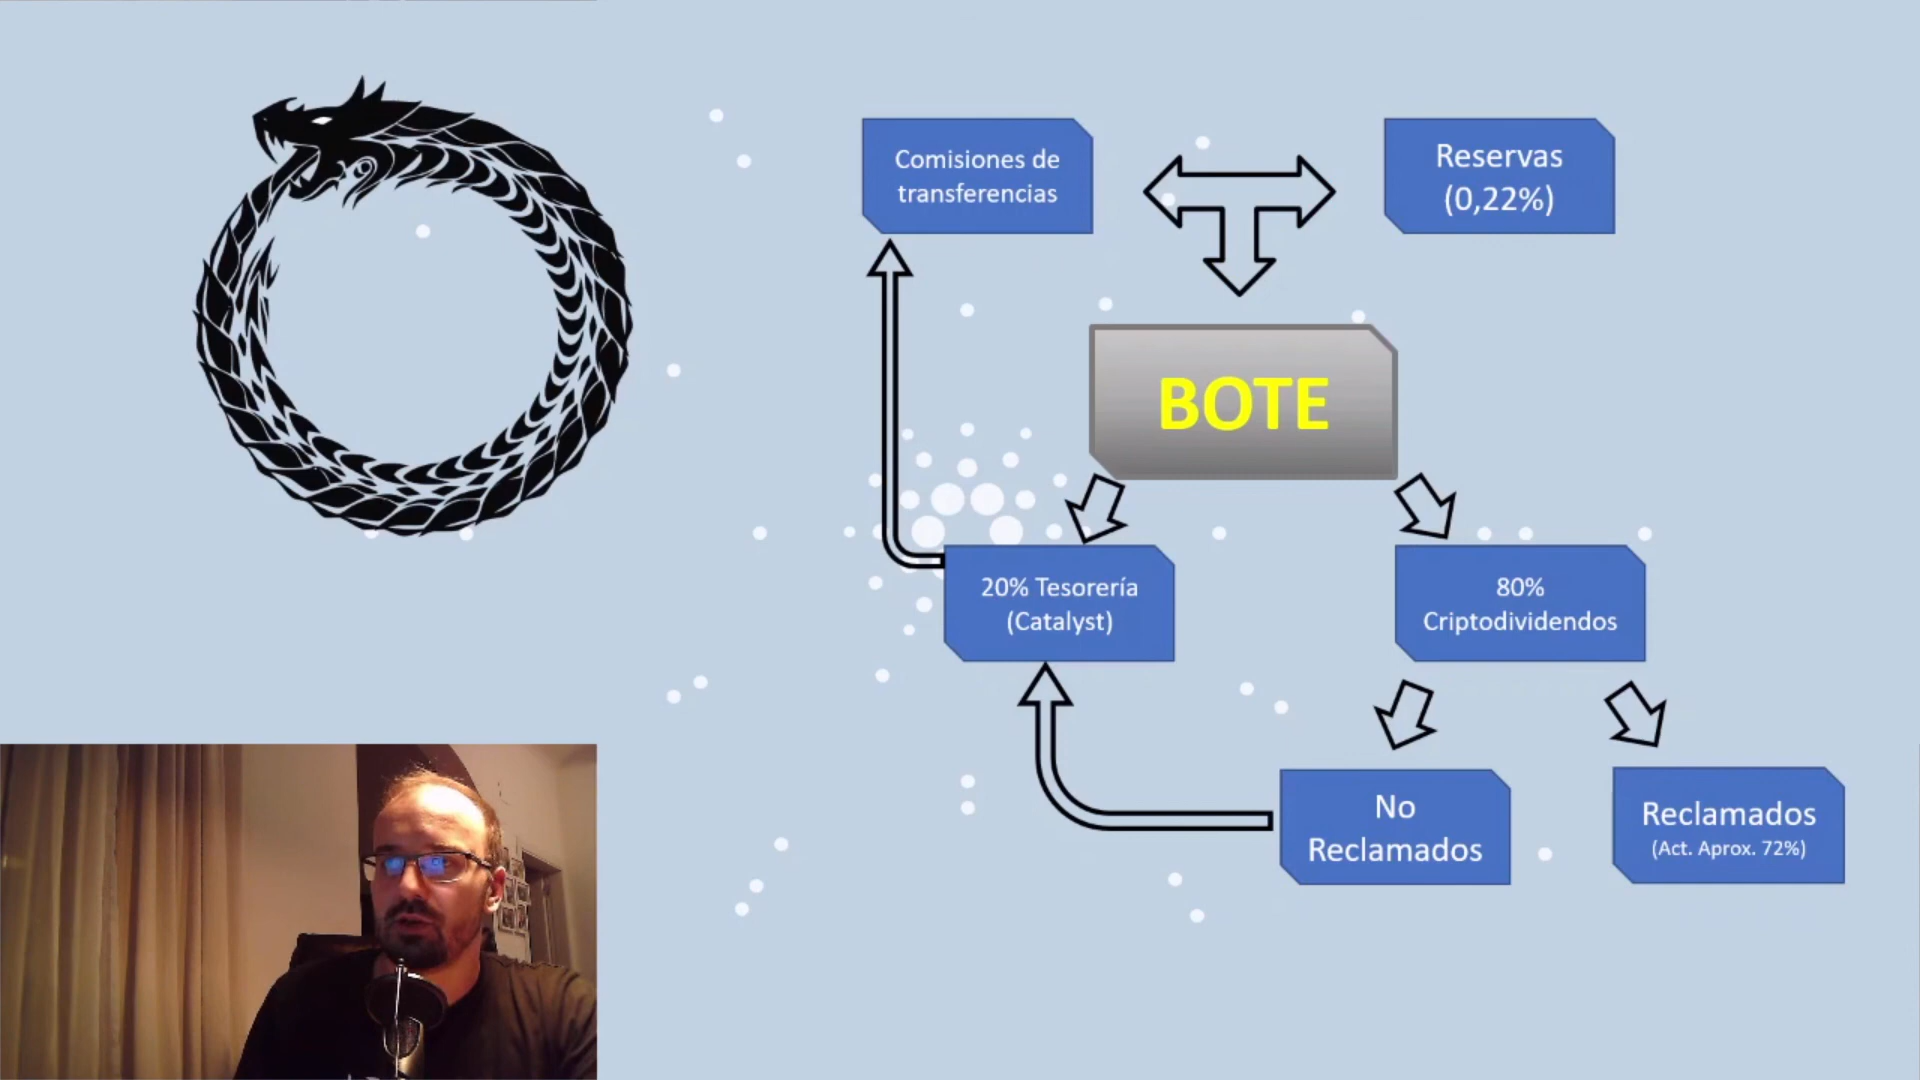 Comisiones de
transferencias
Reservas
(0,22%)
BOTE
20% Tesorería
(Catalyst)
80%
Criptodividendos
No
Reclamados
Reclamados
(Act. Aprox. 72%)